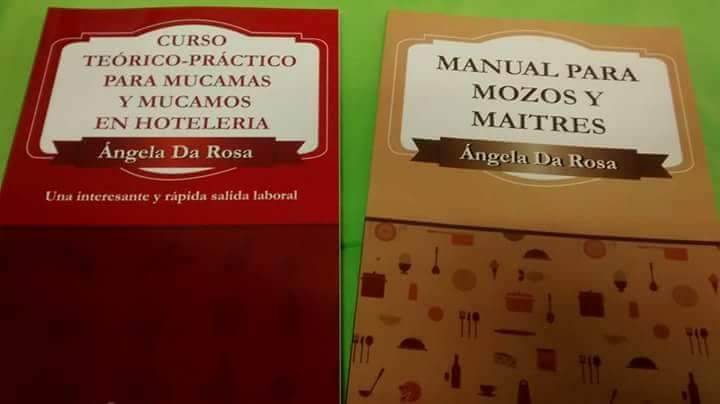 CURSO
TEÓRICO-PRÁCTICO
PARA MUCAMAS
Y MUCAMOS
EN HOTELERIA
Ángela Da Rosa
Una interesante y rápida salida laboral
MANUAL PARA
MOZOS Y
MAITRES
Ángela Da Rosa